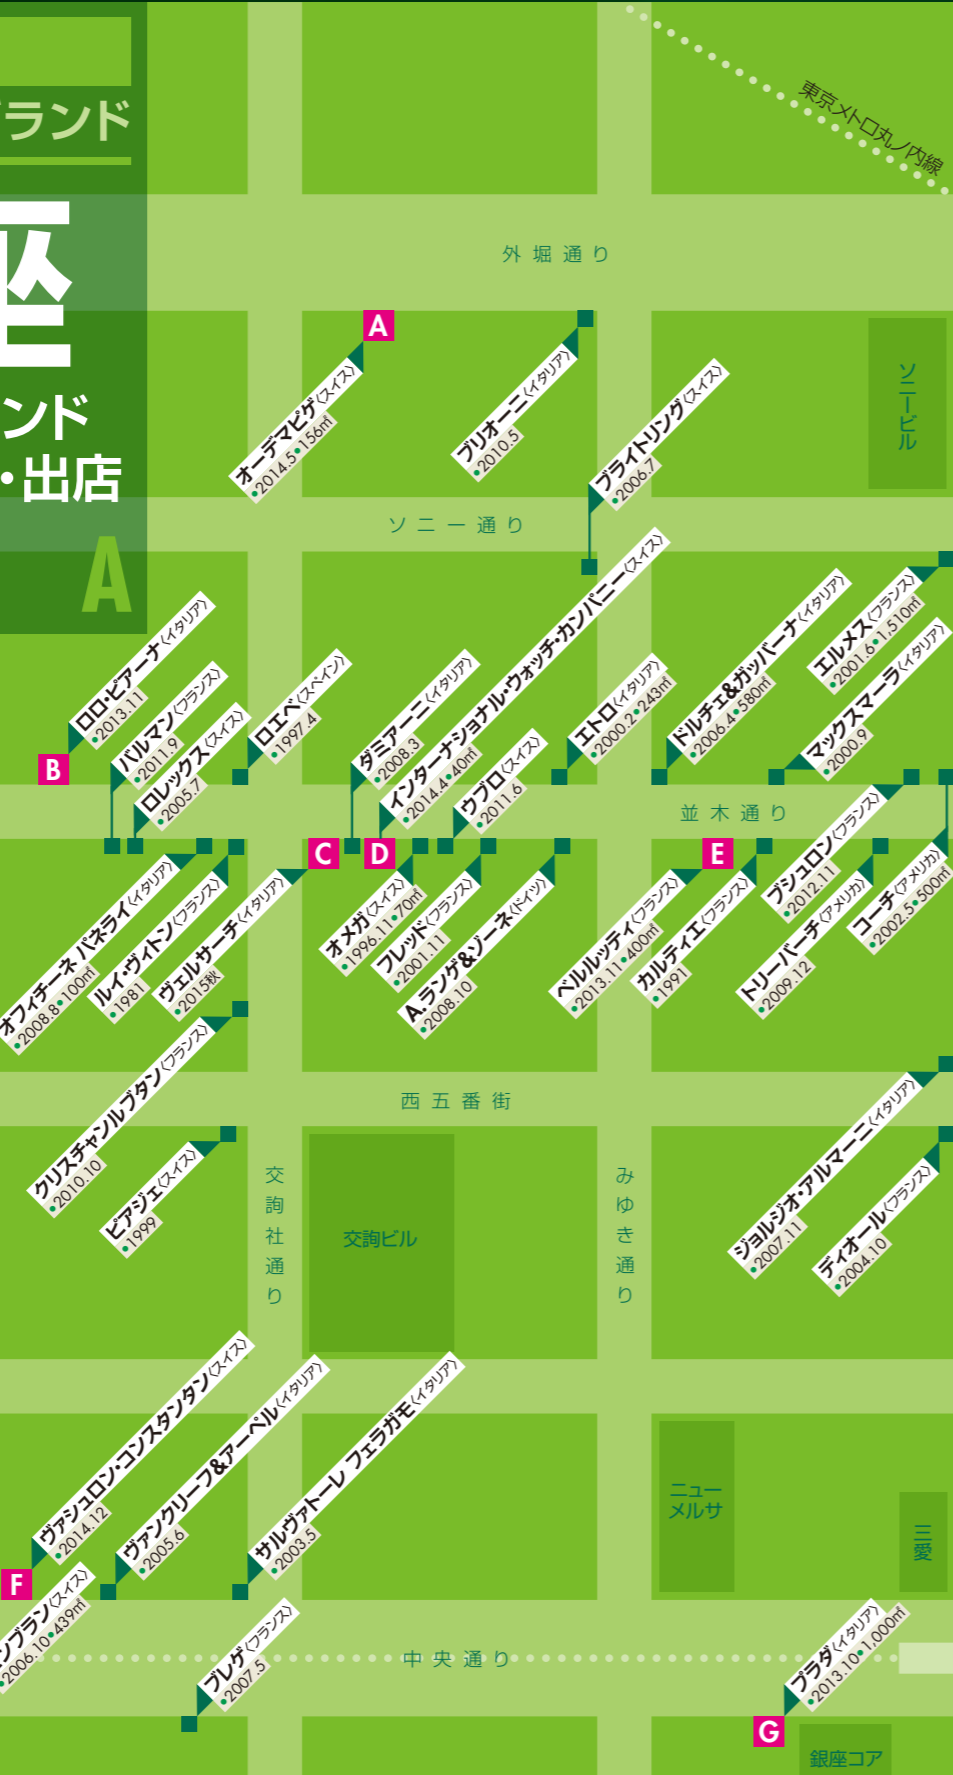 ランド
座
ンド
・出店
A
東京メトロ丸ノ内線
外堀通り
A
オーデマピゲ〈スイス〉
●2014.5●156㎡
ブリオーニ〈イタリア〉
●2010.5
ブライトリング〈スイス〉
●2006.7
ソニービル
ソニー通り
B
ロロ・ピアーナ〈イタリア〉
●2013.11
バルマン〈フランス〉
●2011.9
ロレックス〈スイス〉
●2005.7
ロエベ〈スペイン〉
●1997.4
ダミアーニ〈イタリア〉
●2008.3
インターナショナル・ウォッチ・カンパニー〈スイス〉
●2014.4●40㎡
ウブロ〈スイス〉
●2011.6
エトロ〈イタリア〉
●2000.2●243㎡
ドルチェ&ガッバーナ〈イタリア〉
●2006.4●580㎡
エルメス〈フランス〉
●2001.6●1,510㎡
マックスマーラ〈イタリア〉
●2000.9
並木通り
C
D
E
オフィチーネ パネライ〈イタリア〉
●2008.8●100㎡
ルイ・ヴィトン〈フランス〉
●1981
ヴェルサーチ〈イタリア〉
●2015秋
オメガ〈スイス〉
●1996.11●70㎡
フレッド〈フランス〉
●2001.11
A.ランゲ&ゾーネ〈ドイツ〉
●2008.10
ベルルッティ〈フランス〉
●2013.11●400㎡
カルティエ〈フランス〉
●1991
ブシュロン〈フランス〉
●2012.11
トリーバーチ〈アメリカ〉
●2009.12
コーチ〈アメリカ〉
●2002.5●500㎡
クリスチャンルブタン〈フランス〉
●2010.10
西五番街
ピアジェ〈スイス〉
●1999
交詢社通り
交詢ビル
みゆき通り
ジョルジオ・アルマーニ〈イタリア〉
●2007.11
ディオール〈フランス〉
●2004.10
F
ヴァシュロン・コンスタンタン〈スイス〉
●2014.12
ヴァンクリーフ&アーペル〈イタリア〉
●2005.6
サルヴァトーレ フェラガモ〈イタリア〉
●2003.5
ニュー
メルサ
三愛
ンブラン〈スイス〉
●2006.10●439㎡
ブレゲ〈フランス〉
●2007.5
中央通り
プラダ〈イタリア〉
●2013.10●1,000㎡
G
銀座コア